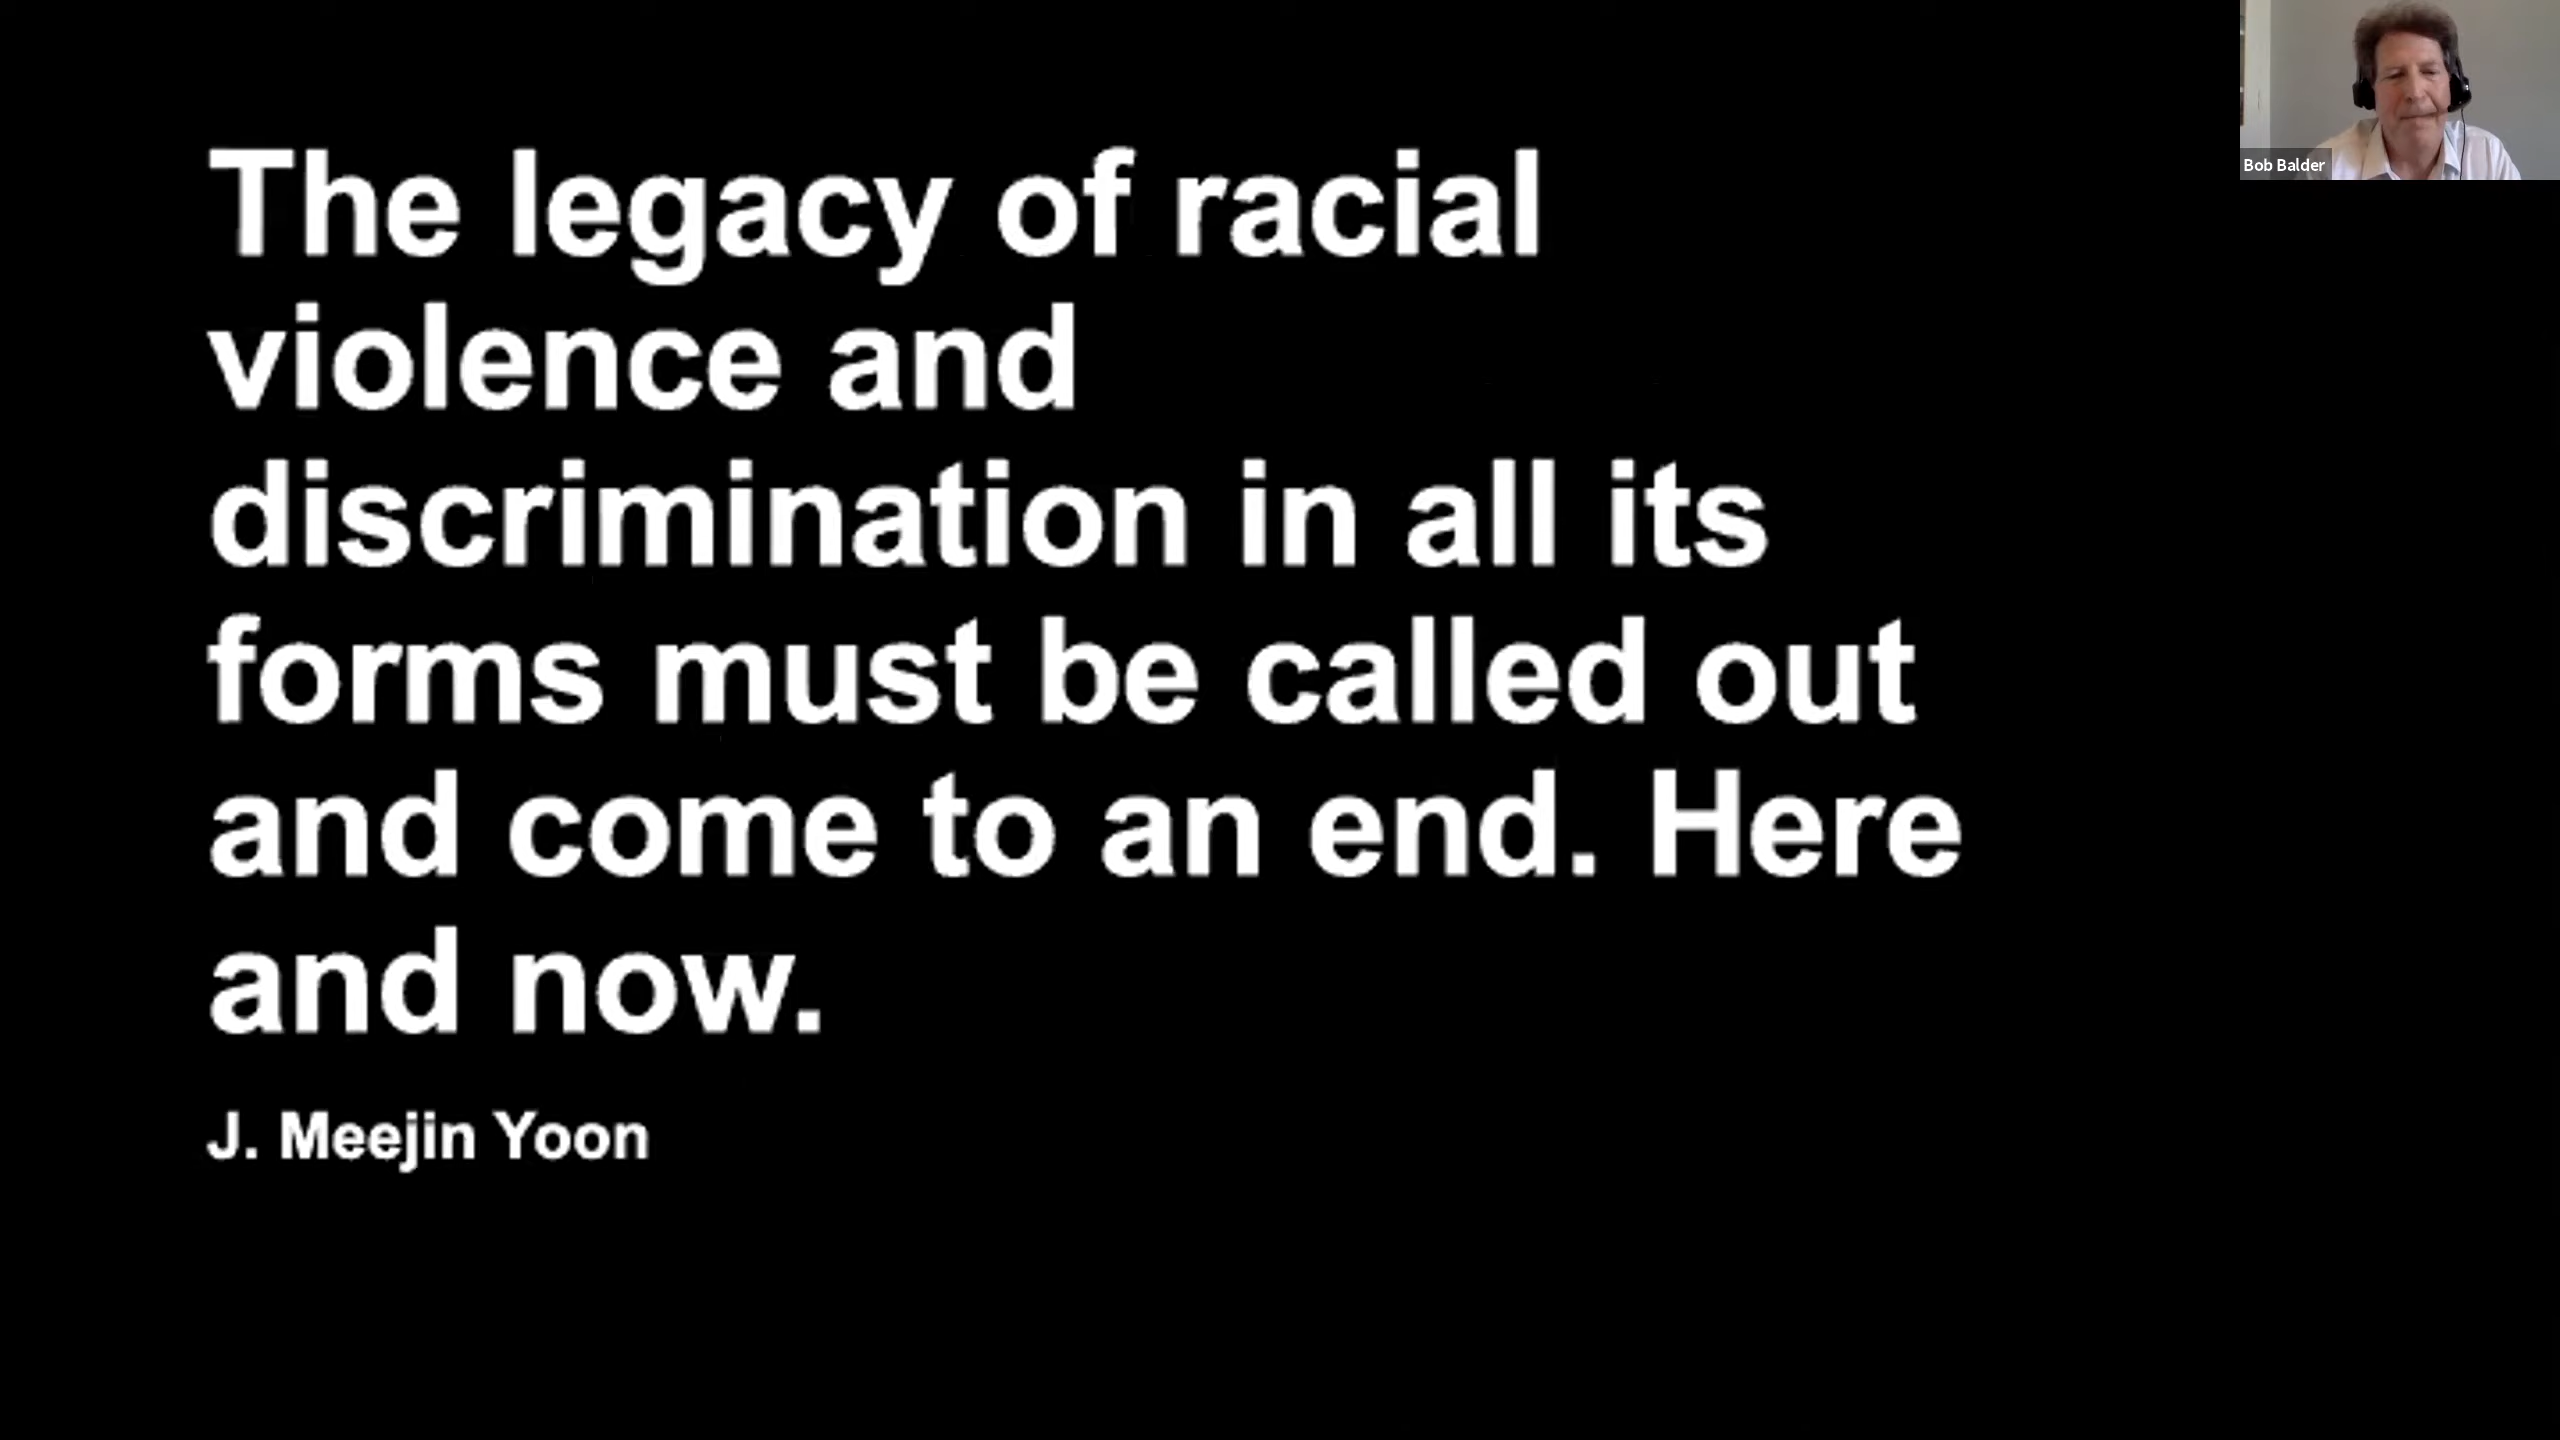 The legacy of racial
violence and
discrimination in all its
forms must be called out
and come to an end. Here
and now.
J. Meejin Yoon
Bob Balder